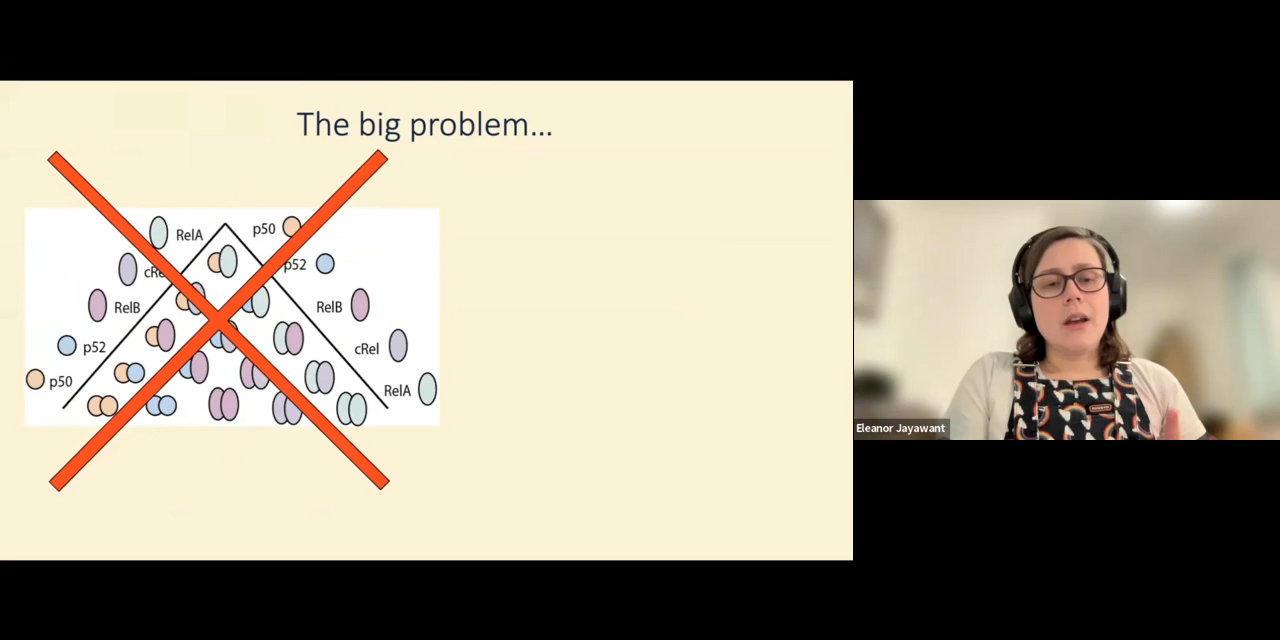 The big problem...
RelA
p50
p52
RelB
RelB
p52
cRel
p50
RelA
Eleanor Jayawant